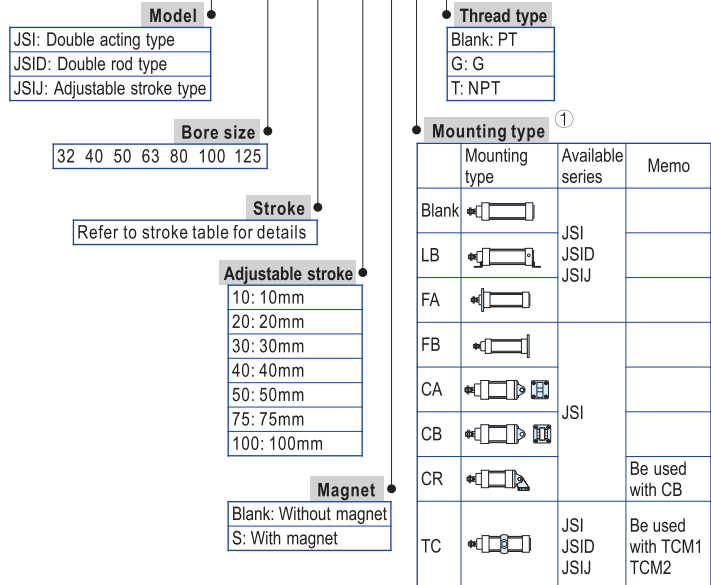 Model
JSI: Double acting type
JSID: Double rod type
JSIJ: Adjustable stroke type
Bore size
32 40 50 63 80 100 125
Stroke
Refer to stroke table for details
Adjustable stroke
10: 10mm
20: 20mm
30: 30mm
40: 40mm
50: 50mm
75: 75mm
100: 100mm
Magnet
Blank: Without magnet
S: With magnet
Thread type
Blank: PT
G: G
T: NPT
Mounting type ①
Mounting type
Available series
Memo
Blank
LB
FA
JSI
JSID
JSIJ
FB
CA
CB
CR
JSI
Be used
with CB
TC
JSI
JSID
JSIJ
Be used
with TCM1
TCM2